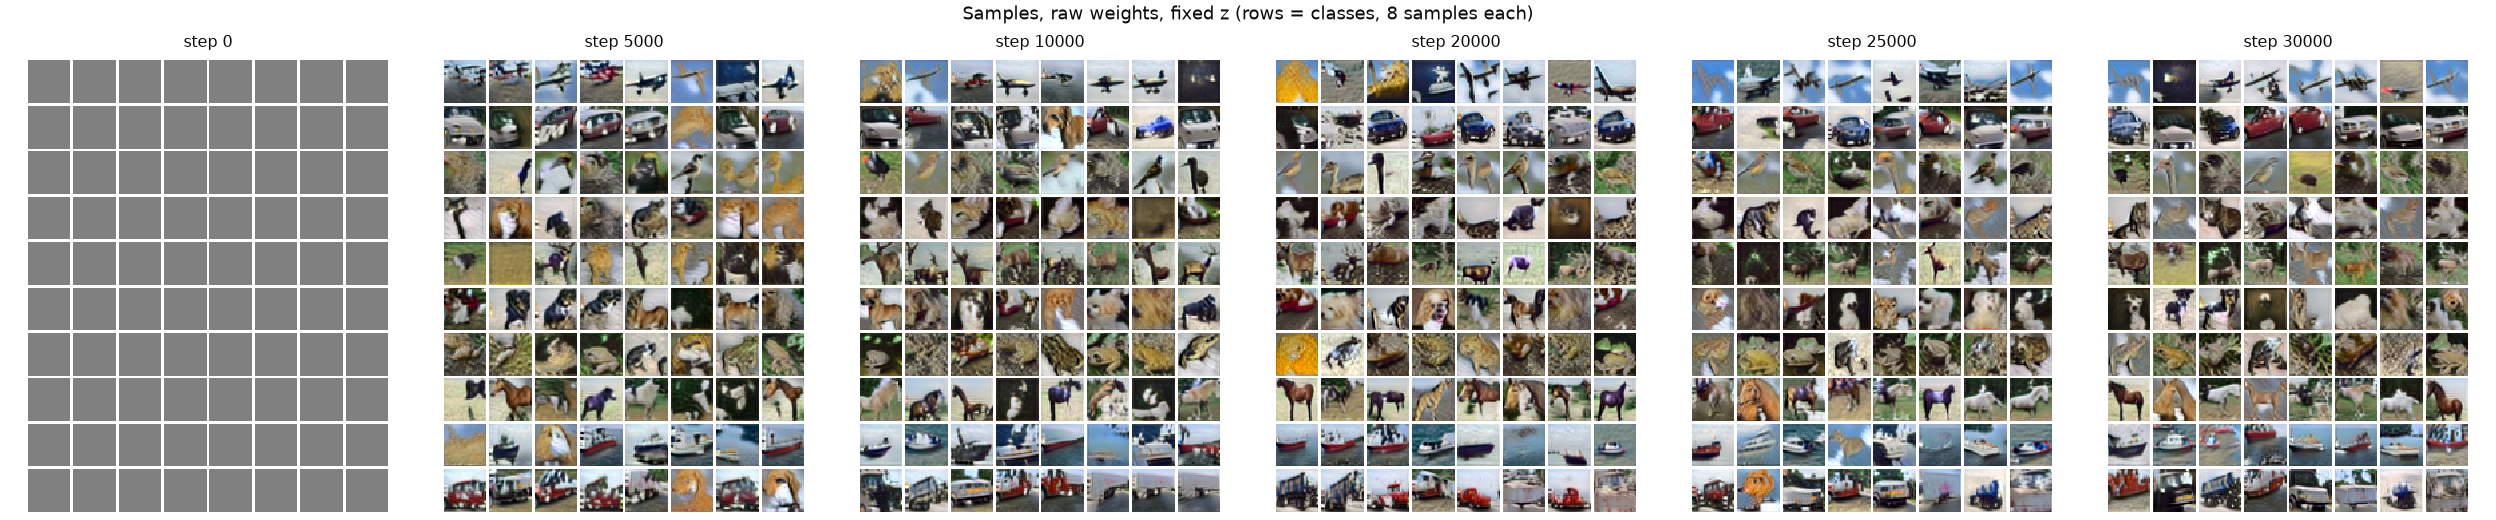 Samples, raw weights, fixed z (rows = classes, 8 samples each)
step 0
step 5000
step 10000
step 20000
step 25000
step 30000